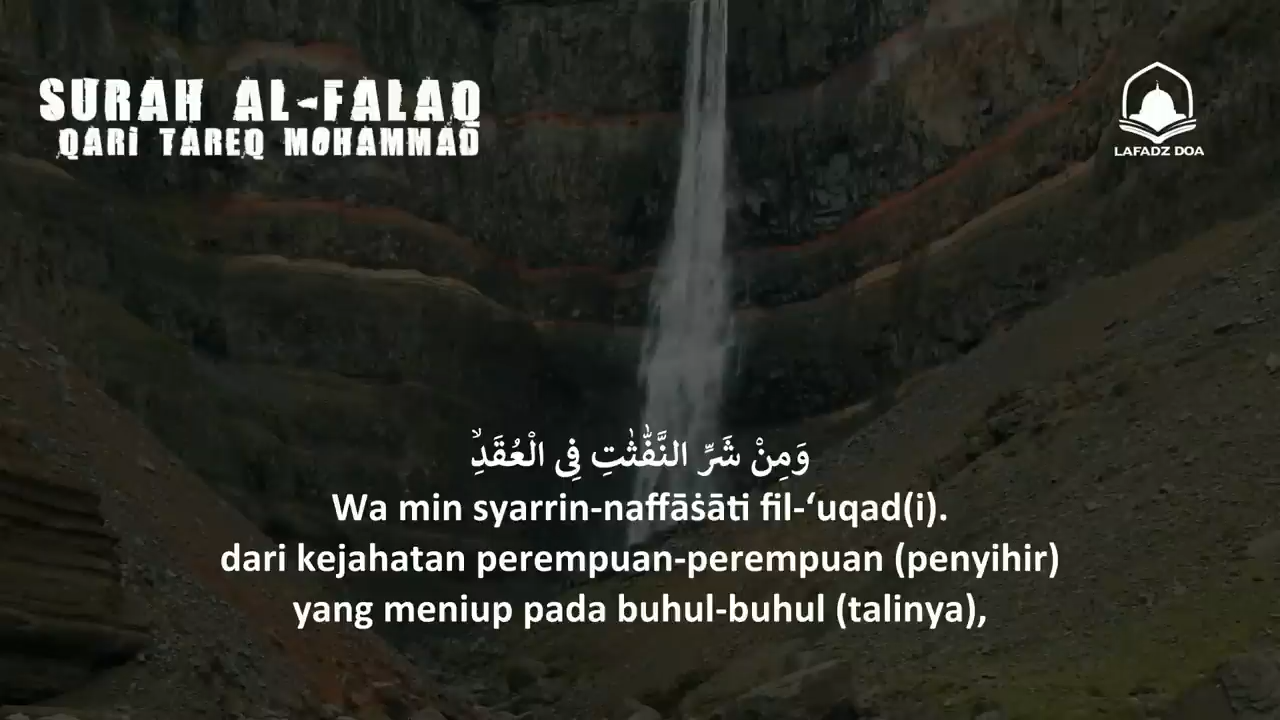 SURAH AL-FALAQ
QARI TAREQ MOHAMMAD
LAFADZ DOA
وَمِنْ شَرِّ النَّفّٰثٰتِ فِى الْعُقَدِۙ
Wa min syarrin-naffāṡāti fil-‘uqad(i).
dari kejahatan perempuan-perempuan (penyihir)
yang meniup pada buhul-buhul (talinya),